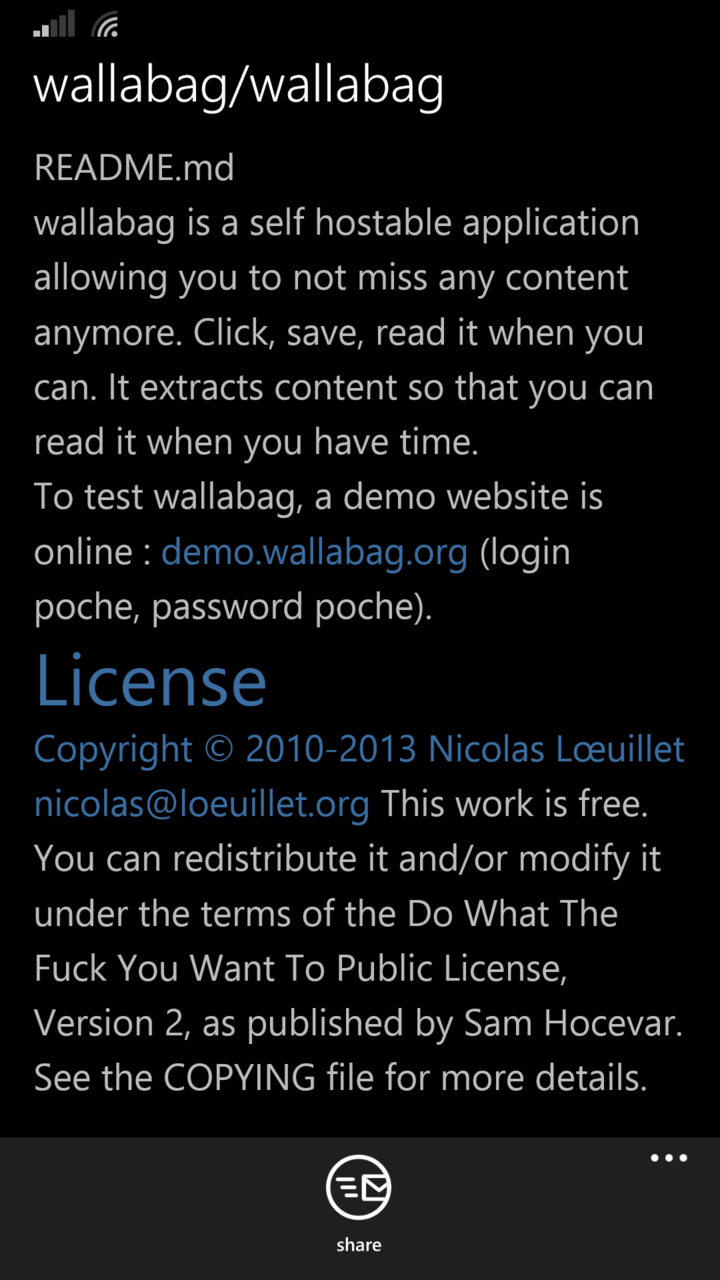 wallabag/wallabag
README.md
wallabag is a self hostable application
allowing you to not miss any content
anymore. Click, save, read it when you
can. It extracts content so that you can
read it when you have time.
To test wallabag, a demo website is
online : demo.wallabag.org (login
poche, password poche).
License
Copyright © 2010-2013 Nicolas Lœuillet
nicolas@loeuillet.org This work is free.
You can redistribute it and/or modify it
under the terms of the Do What The
Fuck You Want To Public License,
Version 2, as published by Sam Hocevar.
See the COPYING file for more details.
share